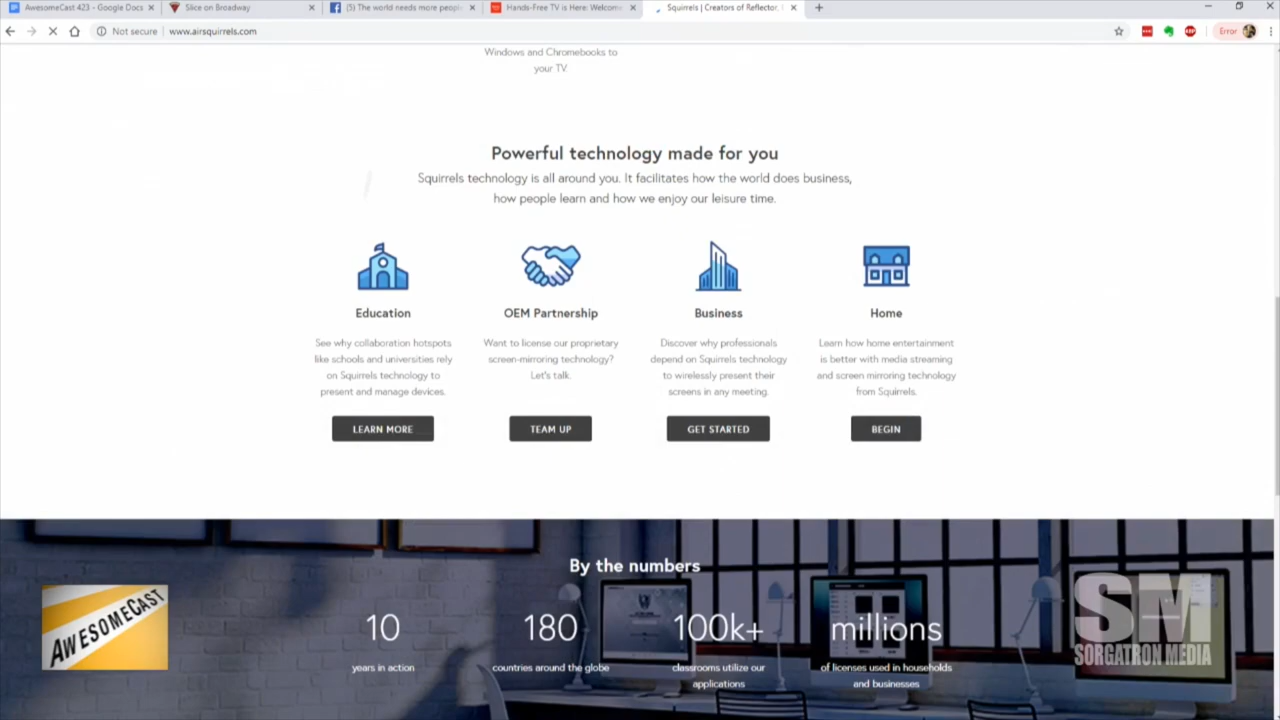 AwesomeCast 423 - Google Docs
Slice on Broadway
(5) The world needs more people
Hands-Free TV is Here: Welcome
Squirrels | Creators of Reflector,
Not secure | www.airsquirrels.com
Error
Windows and Chromebooks to
your TV.
Powerful technology made for you
Squirrels technology is all around you. It facilitates how the world does business,
how people learn and how we enjoy our leisure time.
Education
See why collaboration hotspots
like schools and universities rely
on Squirrels technology to
present and manage devices.
LEARN MORE
OEM Partnership
Want to license our proprietary
screen-mirroring technology?
Let's talk.
TEAM UP
Business
Discover why professionals
depend on Squirrels technology
to wirelessly present their
screens in any meeting.
GET STARTED
Home
Learn how home entertainment
is better with media streaming
and screen mirroring technology
from Squirrels.
BEGIN
By the numbers
10
years in action
180
countries around the globe
100k+
classrooms utilize our
applications
millions
of licenses used in households
and businesses
AWESOMECAST
SM
SORGATRON MEDIA